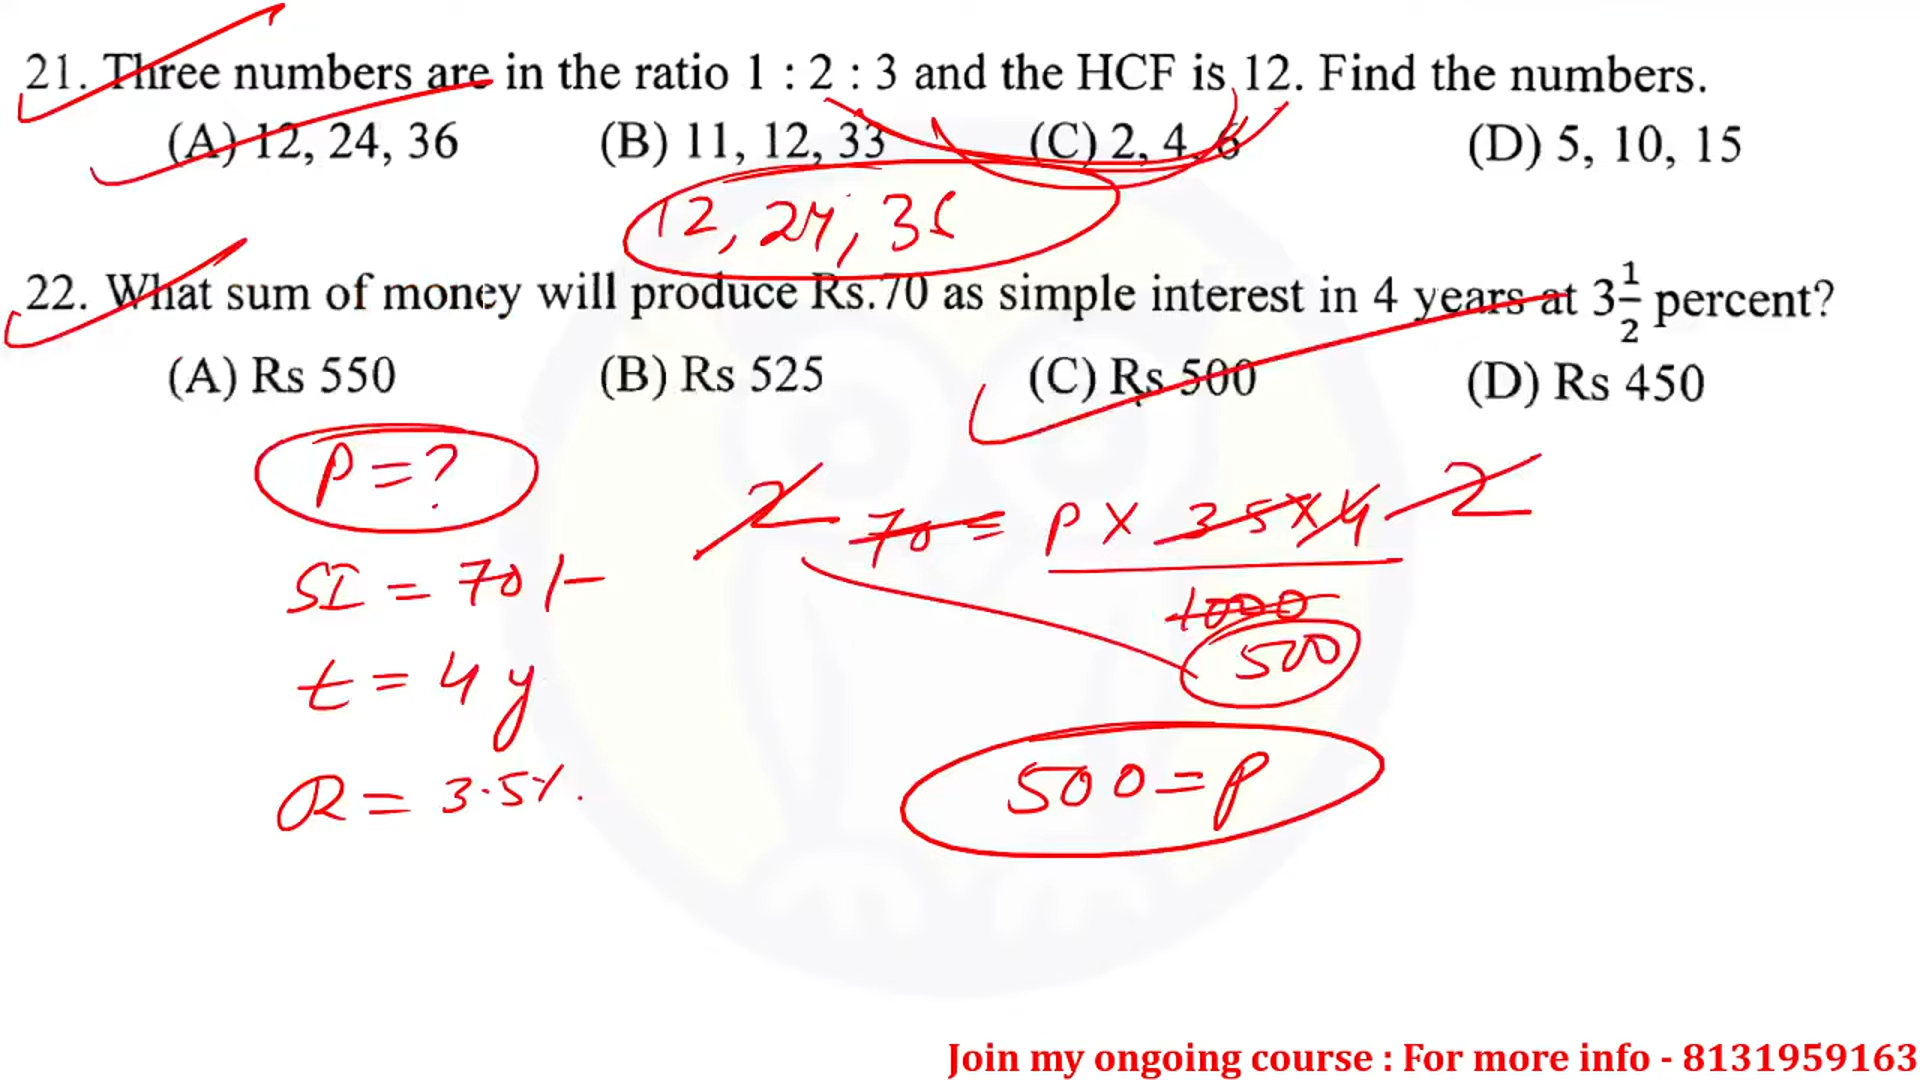 21. Three numbers are in the ratio 1 : 2 : 3 and the HCF is 12. Find the numbers.
(A) 12, 24, 36 (B) 11, 12, 33 (C) 2, 4, 6 (D) 5, 10, 15
12, 24, 36
22. What sum of money will produce Rs.70 as simple interest in 4 years at 3 1/2 percent?
(A) Rs 550 (B) Rs 525 (C) Rs 500 (D) Rs 450
P = ?
2 70 = P × 35 × 4 2
1000
SI = 70/-
500
t = 4 y
R = 3.5%.
500 = P
Join my ongoing course : For more info - 8131959163